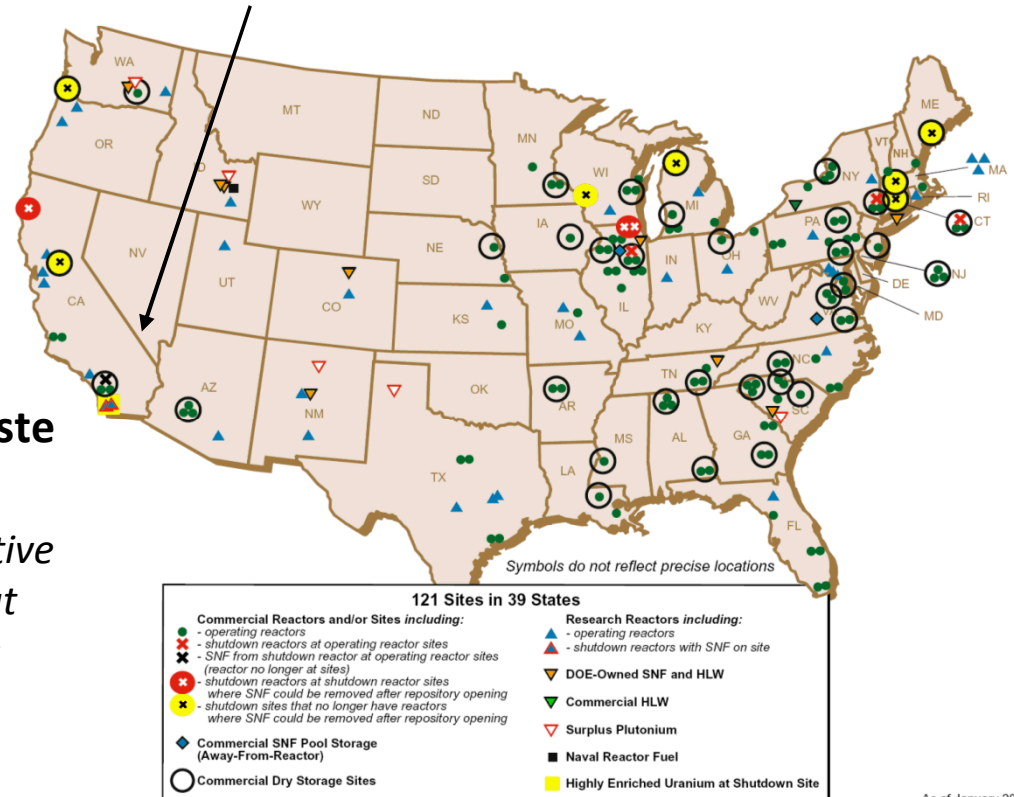 WA
MT
ND
MN
ME
OR
SD
WI
VT
NH
NY
MA
MI
RI
WY
IA
PA
CT
NV
NE
OH
NJ
UT
IN
DE
CA
CO
IL
WV
VA
MD
KS
MO
KY
NC
TN
AZ
OK
AR
SC
NM
ste
MS
AL
GA
LA
TX
FL
tive
Symbols do not reflect precise locations
121 Sites in 39 States
Commercial Reactors and/or Sites including:
- operating reactors
- shutdown reactors at operating reactor sites
- SNF from shutdown reactor at operating reactor sites
(reactor no longer at sites)
- shutdown reactors at shutdown reactor sites
where SNF could be removed after repository opening
- shutdown sites that no longer have reactors
where SNF could be removed after repository opening
Commercial SNF Pool Storage
(Away-From-Reactor)
Commercial Dry Storage Sites
Research Reactors including:
- operating reactors
- shutdown reactors with SNF on site
DOE-Owned SNF and HLW
Commercial HLW
Surplus Plutonium
Naval Reactor Fuel
Highly Enriched Uranium at Shutdown Site